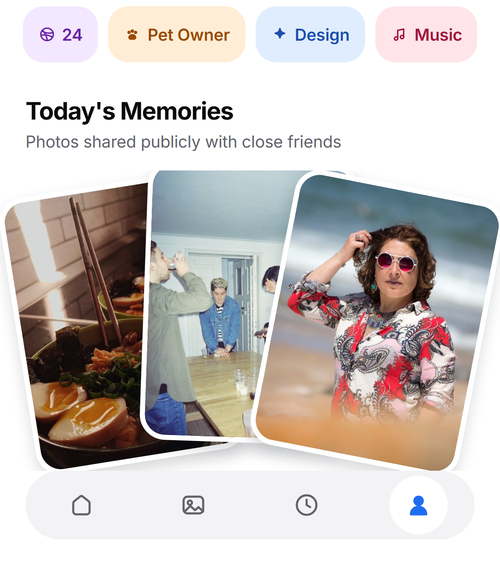 24
Pet Owner
Design
Music
Today's Memories
Photos shared publicly with close friends